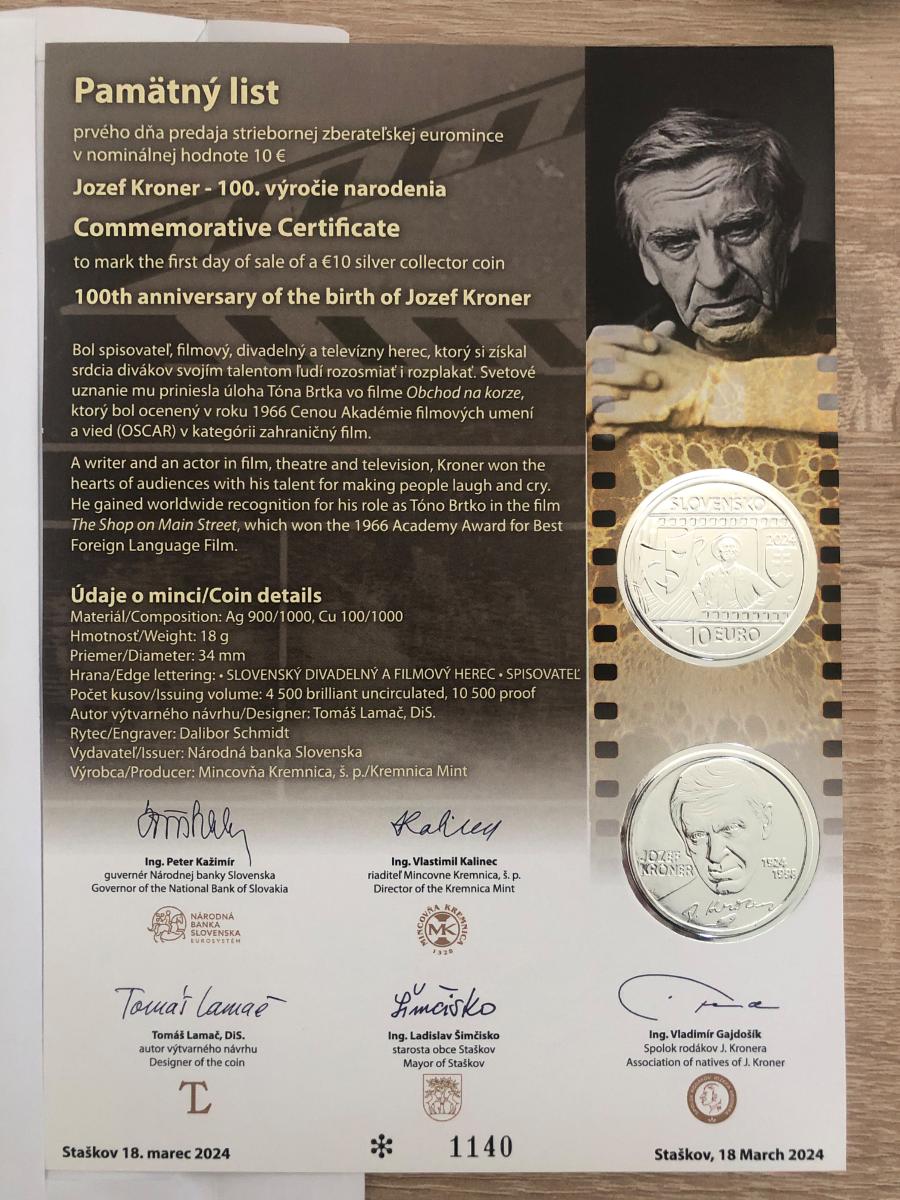 Pamätný list
prvého dňa predaja striebornej zberateľskej euromince
v nominálnej hodnote 10 €
Jozef Kroner - 100. výročie narodenia
Commemorative Certificate
to mark the first day of sale of a €10 silver collector coin
100th anniversary of the birth of Jozef Kroner
Bol spisovateľ, filmový, divadelný a televízny herec, ktorý si získal
srdcia divákov svojím talentom ľudí rozosmiať i rozplakať. Svetové
uznanie mu priniesla úloha Tóna Brtka vo filme Obchod na korze,
ktorý bol ocenený v roku 1966 Cenou Akadémie filmových umení
a vied (OSCAR) v kategórii zahraničný film.
A writer and an actor in film, theatre and television, Kroner won the
hearts of audiences with his talent for making people laugh and cry.
He gained worldwide recognition for his role as Tóno Brtko in the film
The Shop on Main Street, which won the 1966 Academy Award for Best
Foreign Language Film.
Údaje o minci/Coin details
Materiál/Composition: Ag 900/1000, Cu 100/1000
Hmotnosť/Weight: 18 g
Priemer/Diameter: 34 mm
Hrana/Edge lettering: • SLOVENSKÝ DIVADELNÝ A FILMOVÝ HEREC • SPISOVATEĽ
Počet kusov/Issuing volume: 4 500 brilliant uncirculated, 10 500 proof
Autor výtvarného návrhu/Designer: Tomáš Lamač, DiS.
Rytec/Engraver: Dalibor Schmidt
Vydavateľ/Issuer: Národná banka Slovenska
Výrobca/Producer: Mincovňa Kremnica, š. p./Kremnica Mint
SLOVENSKO
2024
10 EURO
JOZEF
KRONER
1924
1998
J. Kroner
Kalinec
Ing. Peter Kažimír
guvernér Národnej banky Slovenska
Governor of the National Bank of Slovakia
Ing. Vlastimil Kalinec
riaditeľ Mincovne Kremnica, š. p.
Director of the Kremnica Mint
NÁRODNÁ
BANKA
SLOVENSKA
EUROSYSTÉM
MINCOVŇA KREMNICA
MK
1328
Tomáš Lamač
Šimčisko
Tomáš Lamač, DiS.
autor výtvarného návrhu
Designer of the coin
Ing. Ladislav Šimčisko
starosta obce Staškov
Mayor of Staškov
Ing. Vladimír Gajdošík
Spolok rodákov J. Kronera
Association of natives of J. Kroner
TL
Staškov 18. marec 2024
* 1140
Staškov, 18 March 2024